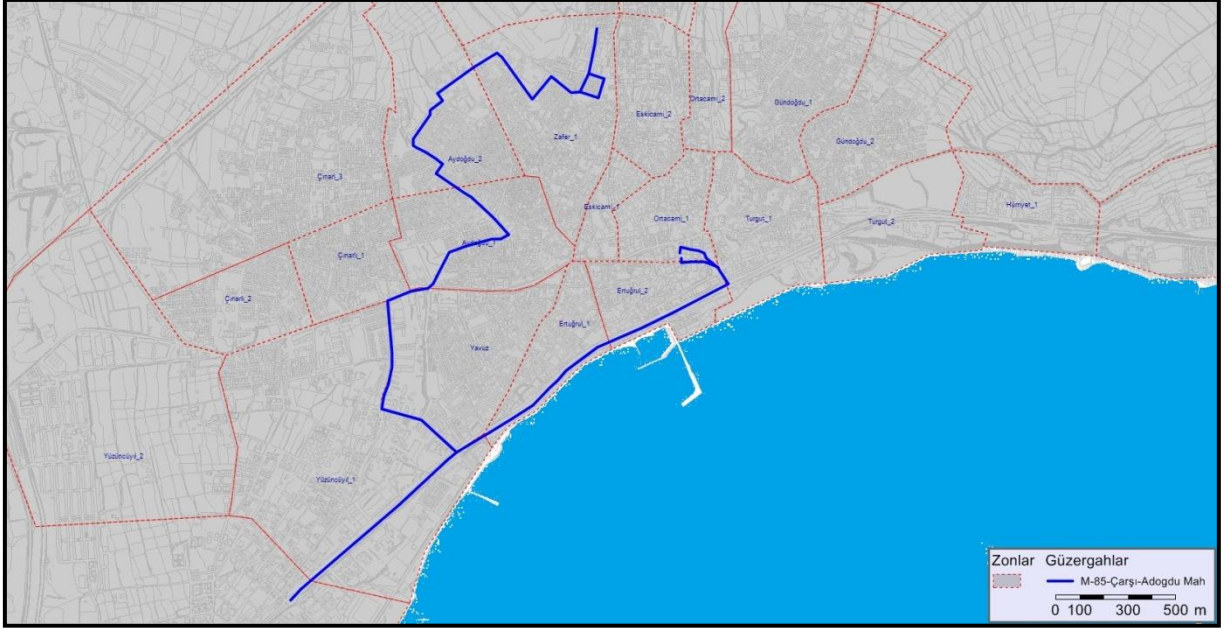 Ortacami_2
Gündoğdu_1
Eskicami_2
Zafer_1
Gündoğdu_2
Aydoğdu_2
Çınarlı_3
Hürriyet_1
Eskicami_1
Ortacami_1
Turgut_1
Turgut_2
Aydoğdu_1
Çınarlı_1
Ertuğrul_2
Çınarlı_2
Ertuğrul_1
Yavuz
Yüzüncüyıl_2
Yüzüncüyıl_1
Zonlar Güzergahlar
M-85-Çarşı-Adogdu Mah
0 100 300 500 m